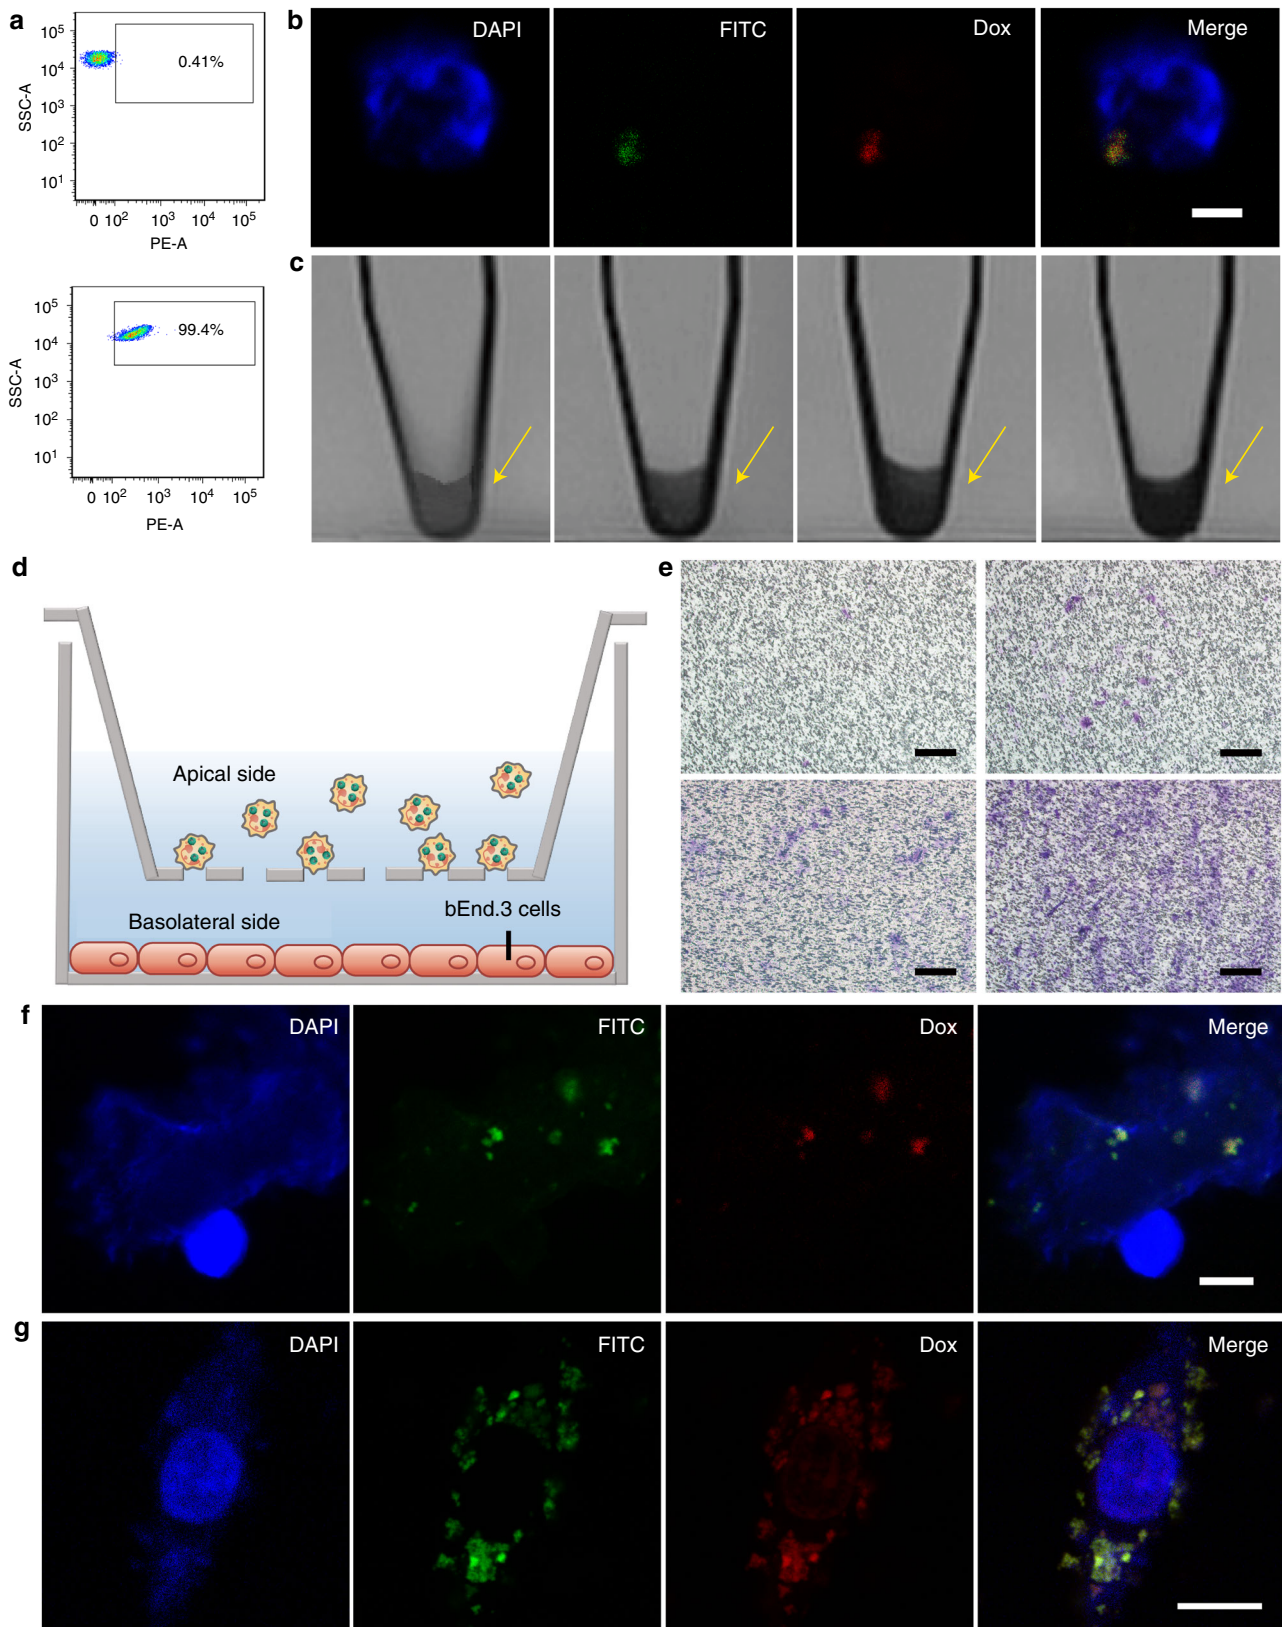 a
10⁵
10⁴
10³
10²
10¹
SSC-A
0.41%
0 10² 10³ 10⁴ 10⁵
PE-A
10⁵
10⁴
10³
10²
10¹
SSC-A
99.4%
0 10² 10³ 10⁴ 10⁵
PE-A
b
DAPI
FITC
Dox
Merge
c
d
Apical side
Basolateral side
bEnd.3 cells
e
f
DAPI
FITC
Dox
Merge
g
DAPI
FITC
Dox
Merge